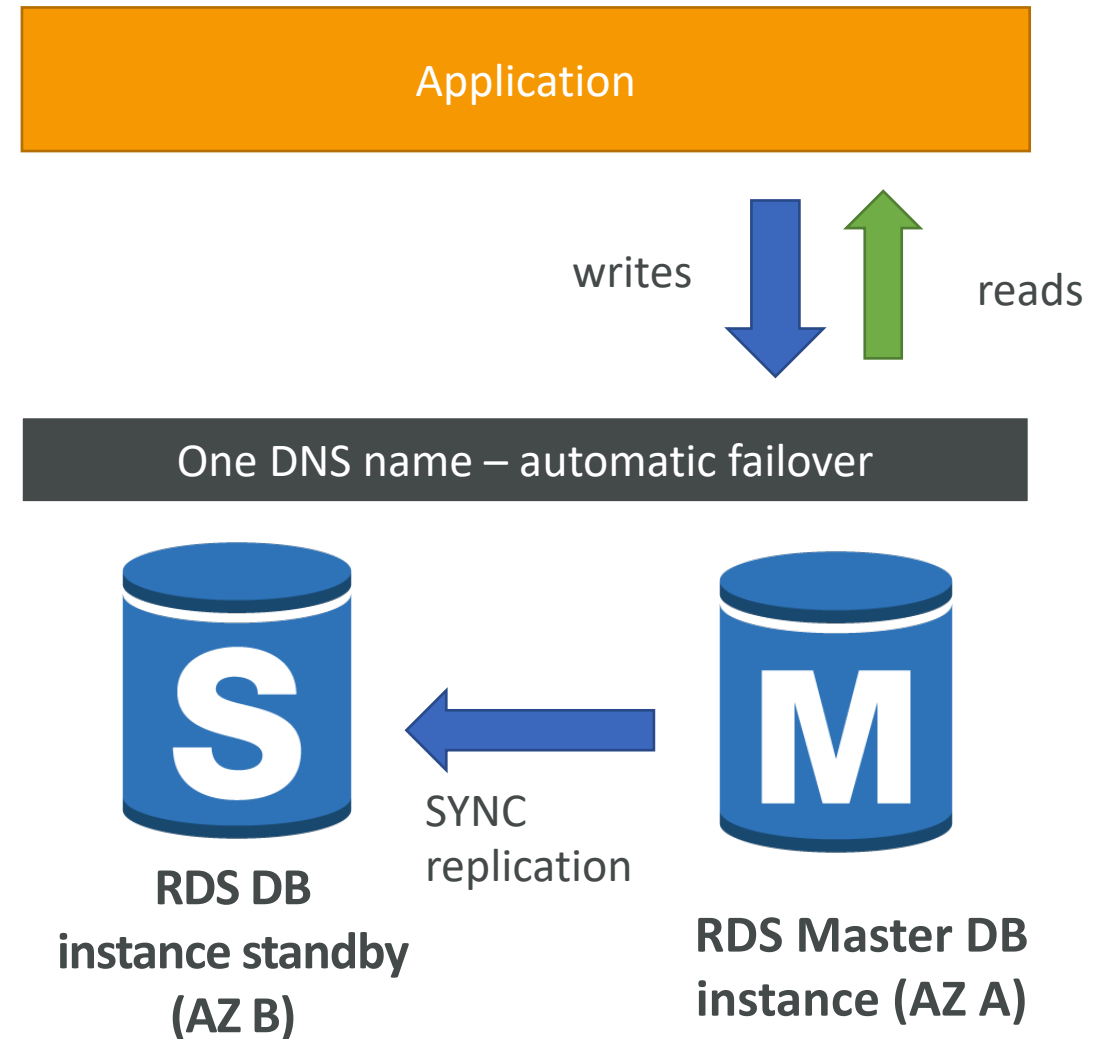 Application
writes
reads
One DNS name – automatic failover
S
M
SYNC
replication
RDS DB
instance standby
(AZ B)
RDS Master DB
instance (AZ A)